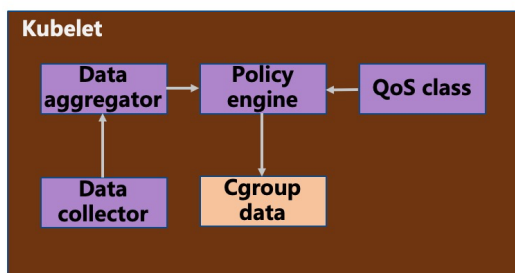 Kubelet
Data
aggregator
Policy
engine
QoS class
Data
collector
Cgroup
data